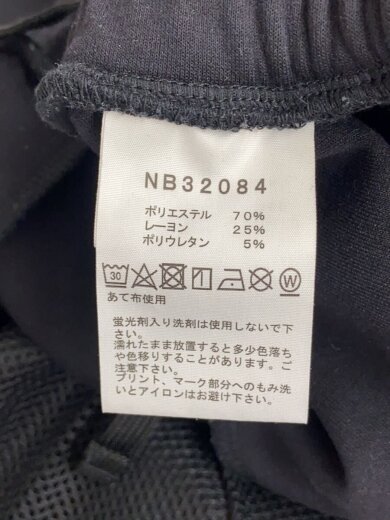 NB32084
ポリエステル 70%
レーヨン 25%
ポリウレタン 5%
30 P W
あて布使用
蛍光剤入り洗剤は使用しないで下
さい。
濡れたまま放置すると多少色落ち
や色移りすることがあります。ご
注意下さい。
プリント、マーク部分へのもみ洗
いとアイロンはお避け下さい。